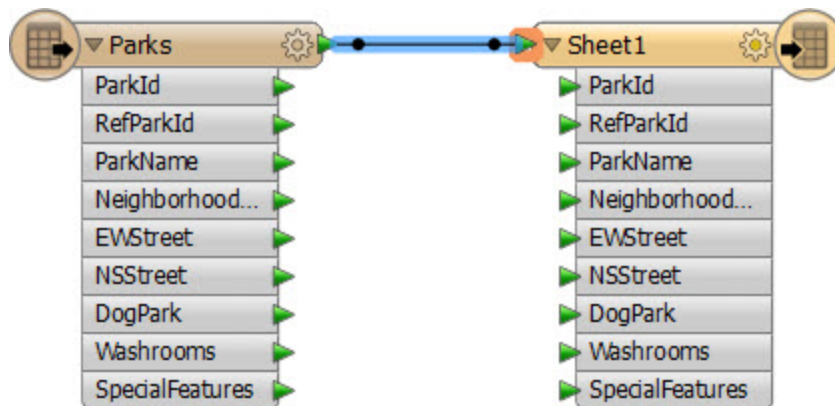 Parks
ParkId
RefParkId
ParkName
Neighborhood...
EWStreet
NSStreet
DogPark
Washrooms
SpecialFeatures
Sheet1
ParkId
RefParkId
ParkName
Neighborhood...
EWStreet
NSStreet
DogPark
Washrooms
SpecialFeatures